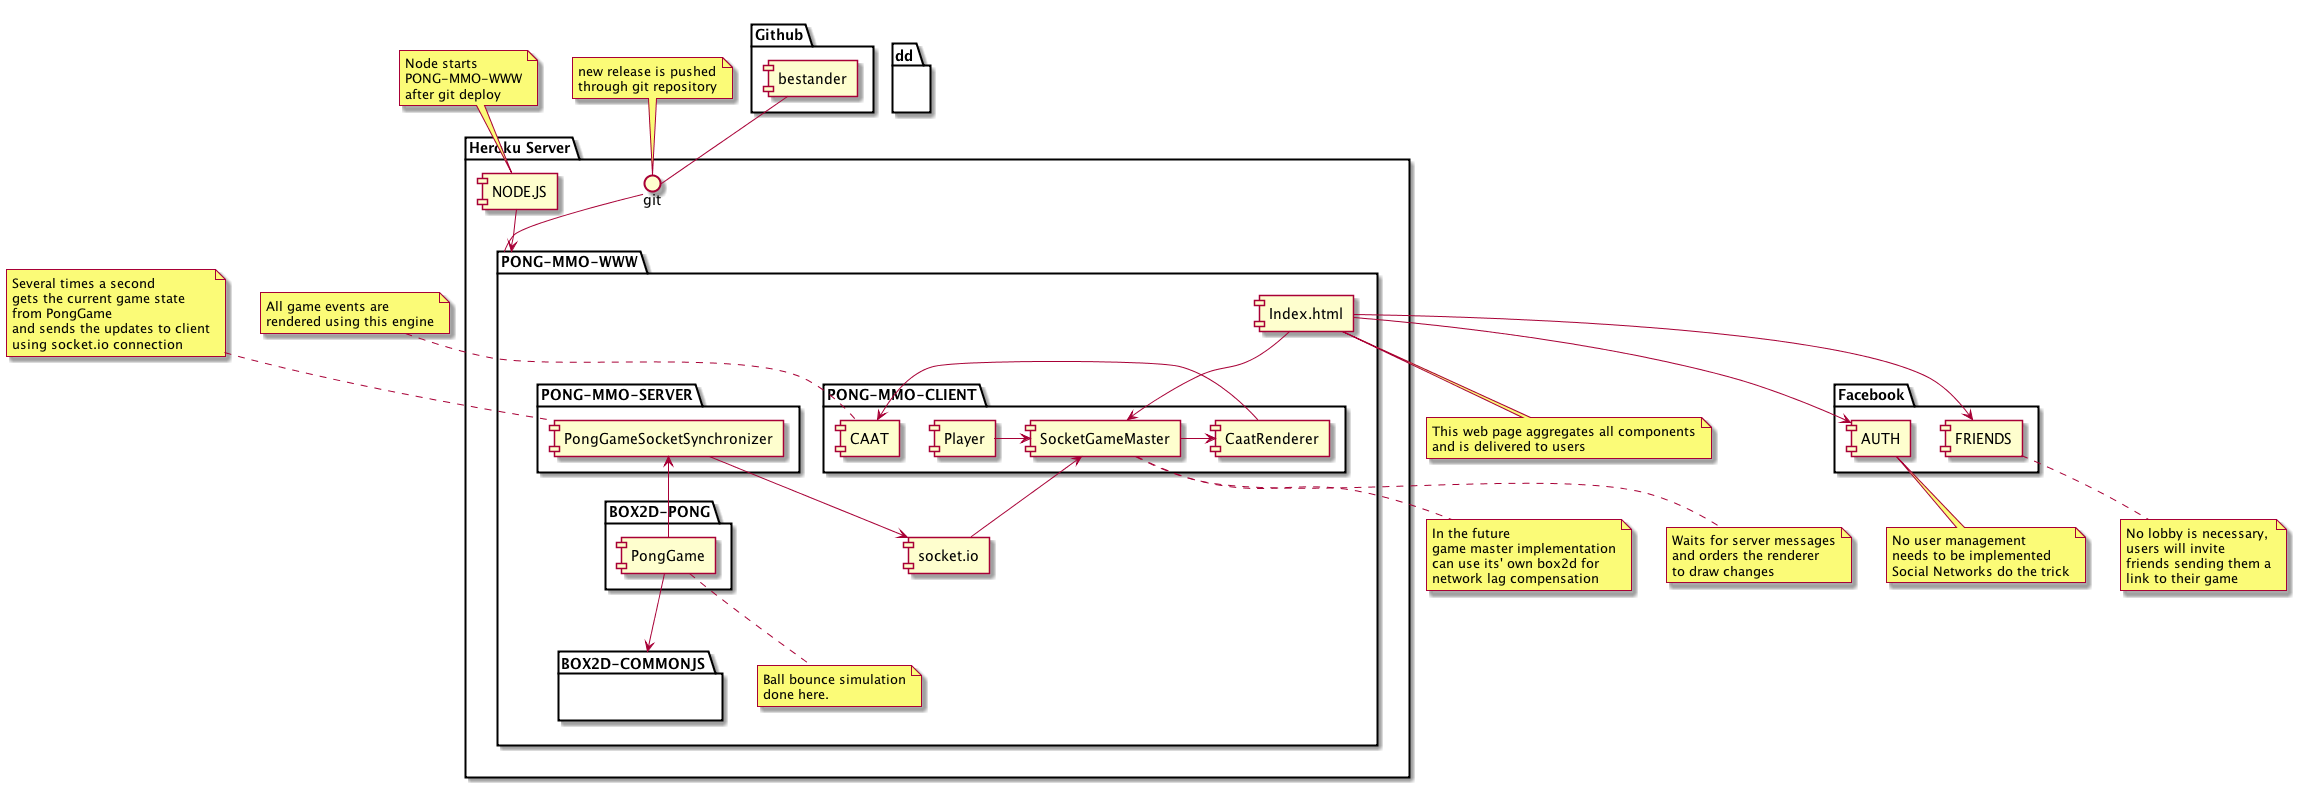 Github
dd
bestander
Node starts
PONG-MMO-WWW
after git deploy
new release is pushed
through git repository
Heroku Server
NODE.JS
git
PONG-MMO-WWW
Several times a second
gets the current game state
from PongGame
and sends the updates to client
using socket.io connection
All game events are
rendered using this engine
Index.html
PONG-MMO-SERVER
PongGameSocketSynchronizer
PONG-MMO-CLIENT
CAAT
Player
SocketGameMaster
CaatRenderer
This web page aggregates all components
and is delivered to users
Facebook
AUTH
FRIENDS
BOX2D-PONG
PongGame
socket.io
In the future
game master implementation
can use its' own box2d for
network lag compensation
Waits for server messages
and orders the renderer
to draw changes
No user management
needs to be implemented
Social Networks do the trick
No lobby is necessary,
users will invite
friends sending them a
link to their game
BOX2D-COMMONJS
Ball bounce simulation
done here.